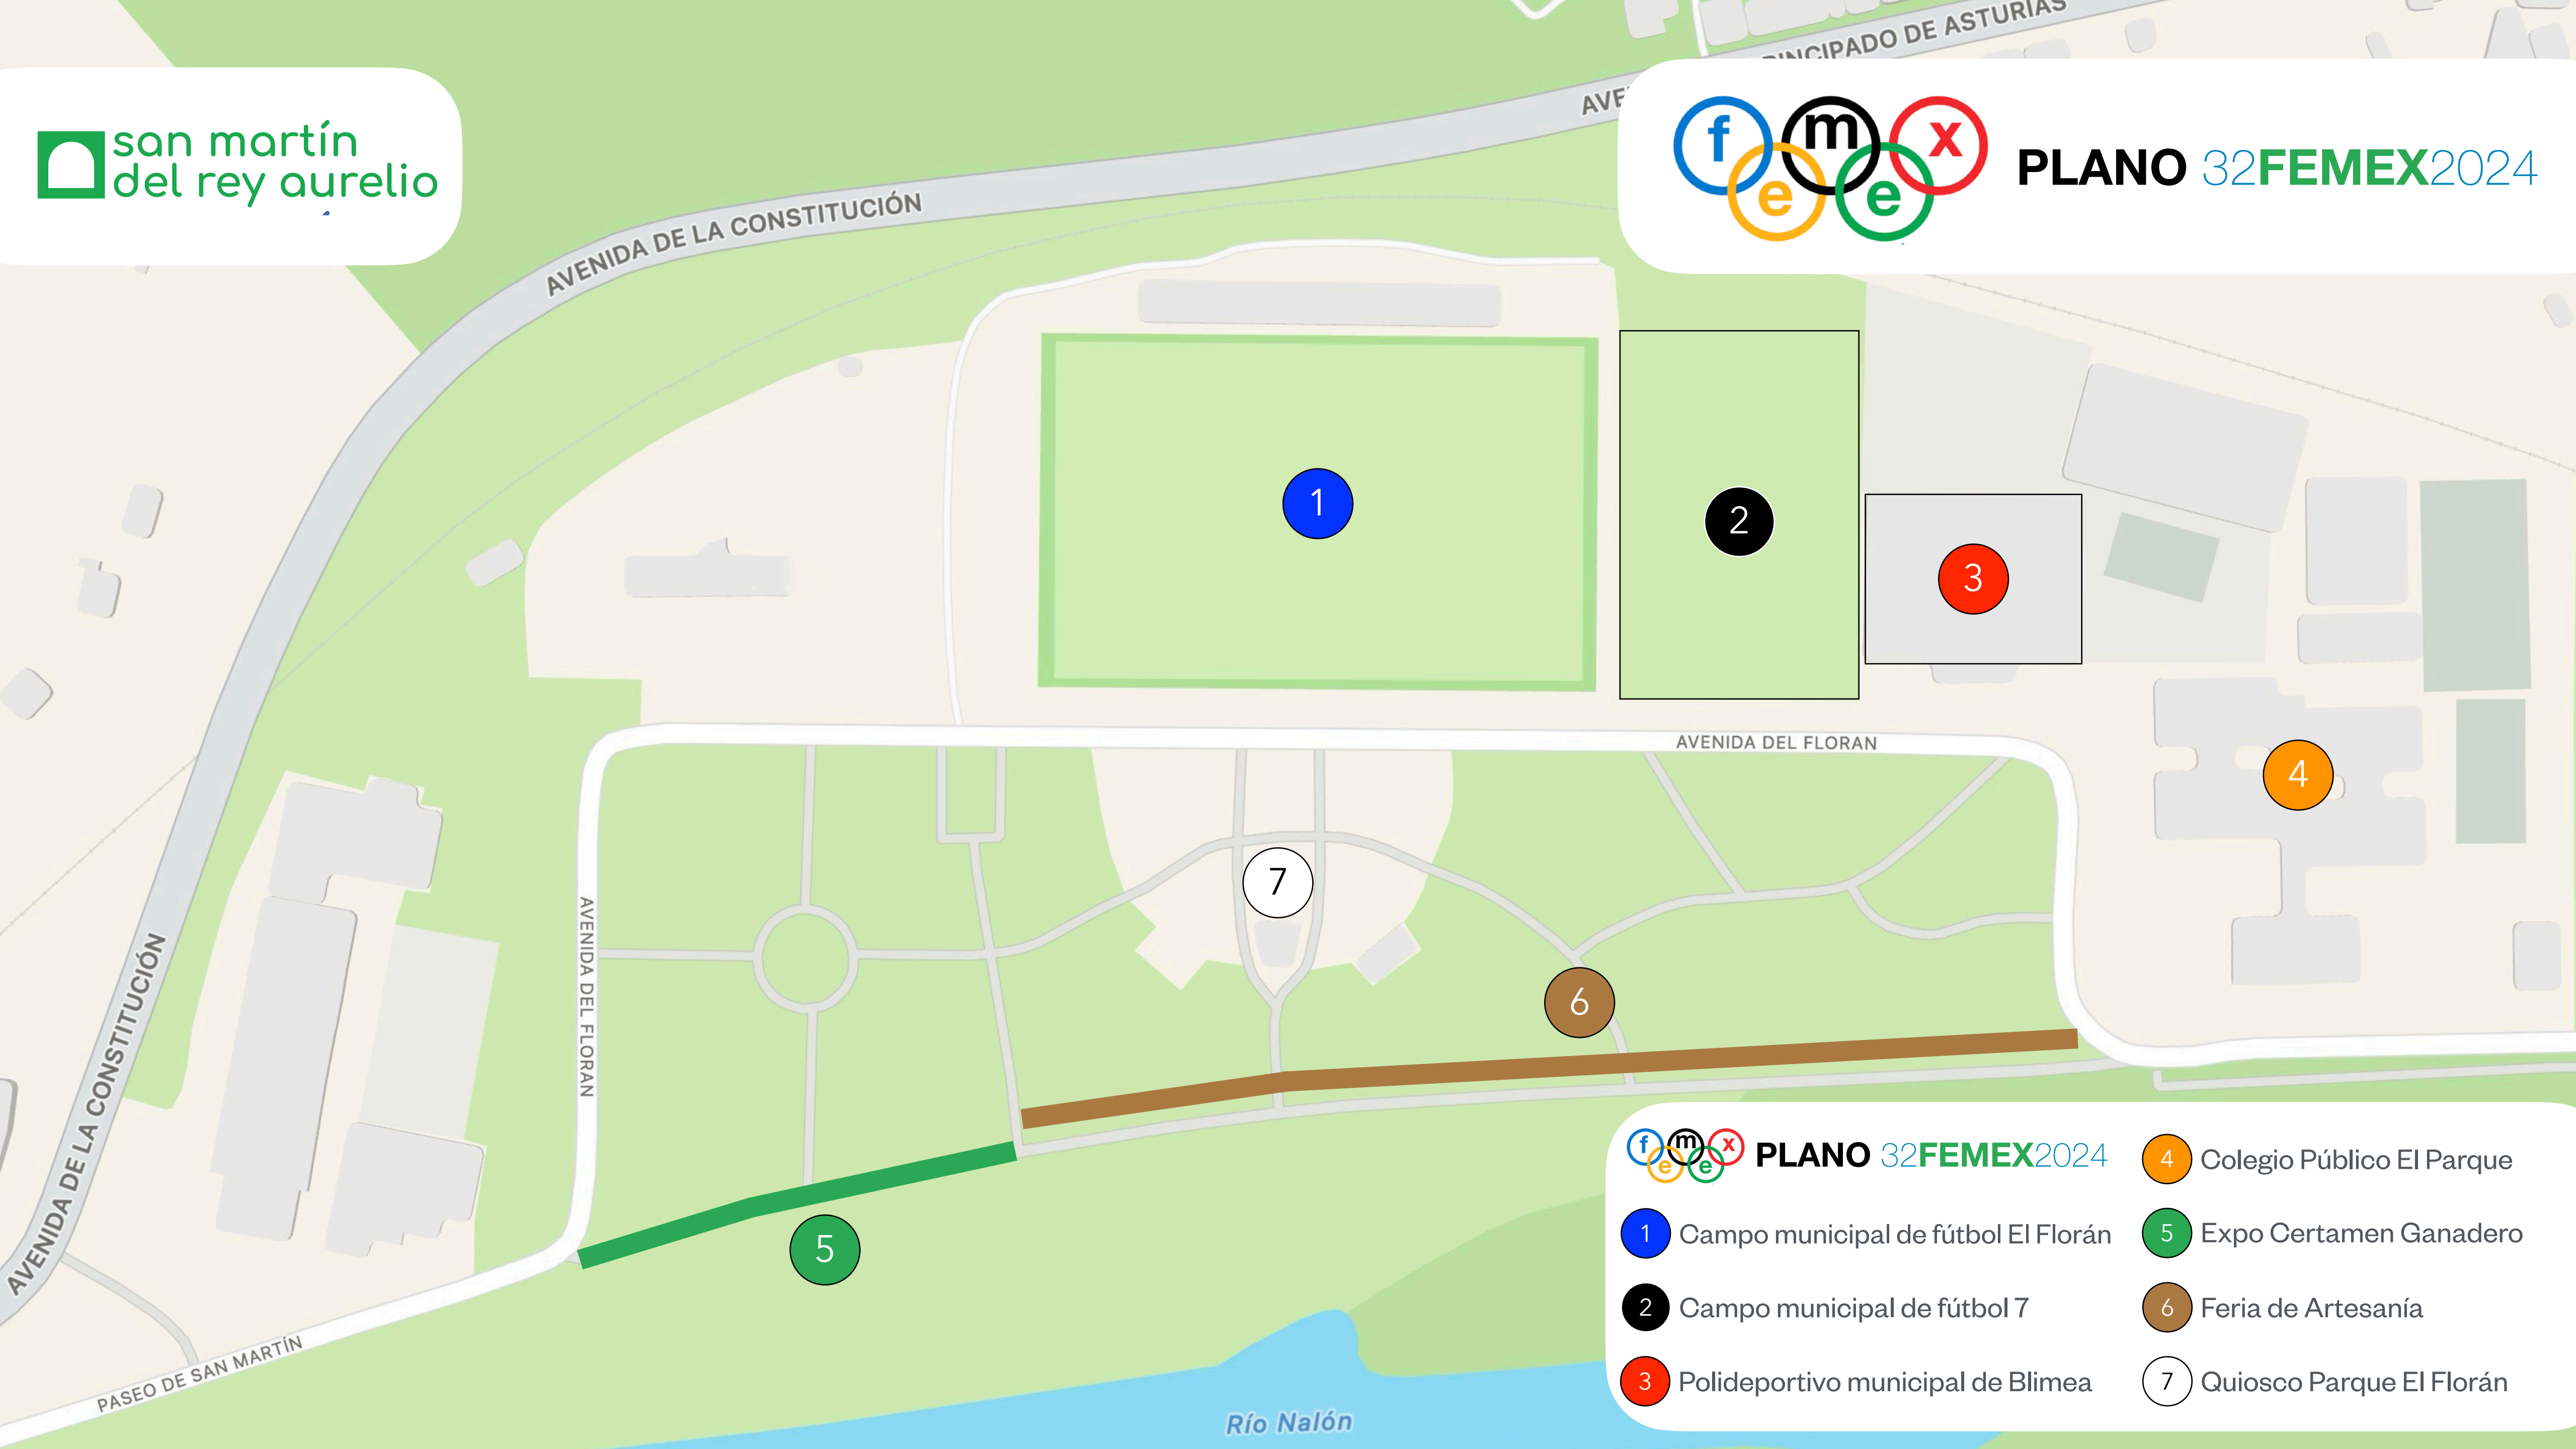 AVENIDA DE LA CONSTITUCIÓN
PRINCIPADO DE ASTURIAS
san martín
del rey aurelio
f m x
e e
PLANO 32FEMEX2024
1
2
3
4
AVENIDA DEL FLORAN
7
AVENIDA DEL FLORAN
6
AVENIDA DE LA CONSTITUCIÓN
5
PASEO DE SAN MARTÍN
Río Nalón
f m x
e e
PLANO 32FEMEX2024
1 Campo municipal de fútbol El Florán
2 Campo municipal de fútbol 7
3 Polideportivo municipal de Blimea
4 Colegio Público El Parque
5 Expo Certamen Ganadero
6 Feria de Artesanía
7 Quiosco Parque El Florán